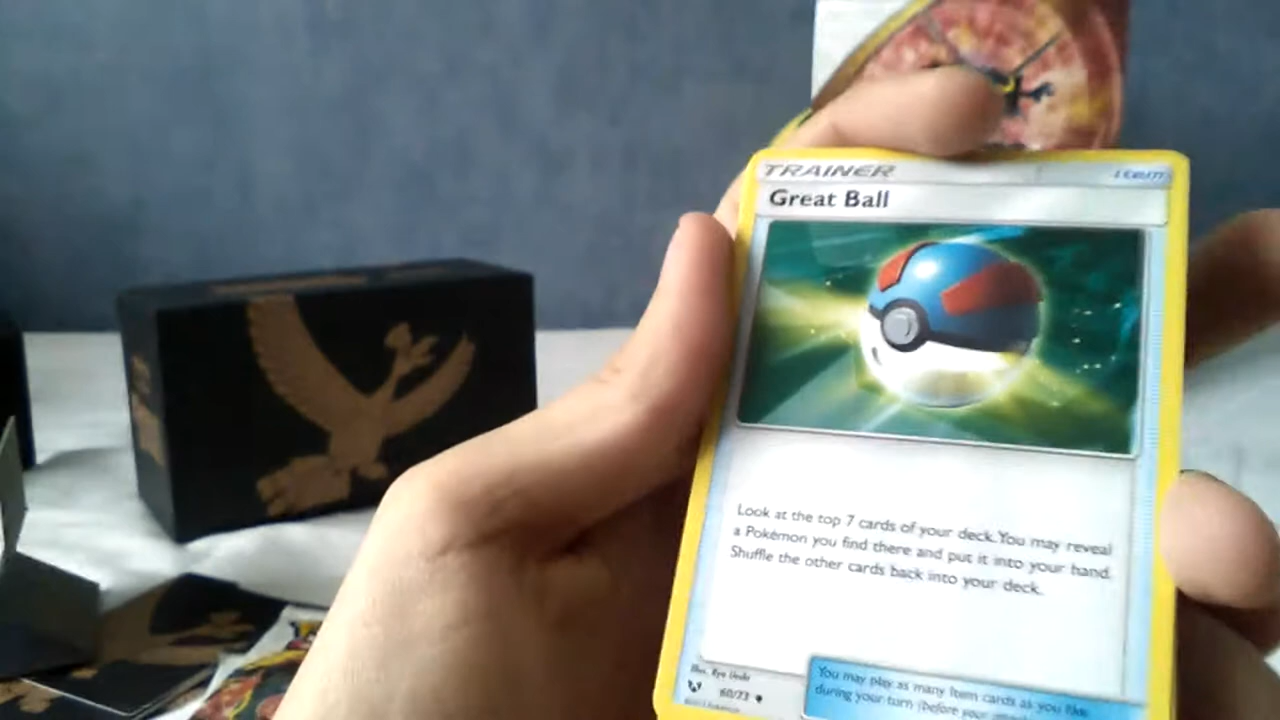 TRAINER
Great Ball
Look at the top 7 cards of your deck. You may reveal
a Pokémon you find there and put it into your hand.
Shuffle the other cards back into your deck.
Illus. Ryo Ueda
60/73
You may play as many Item cards as you like
during your turn (before your